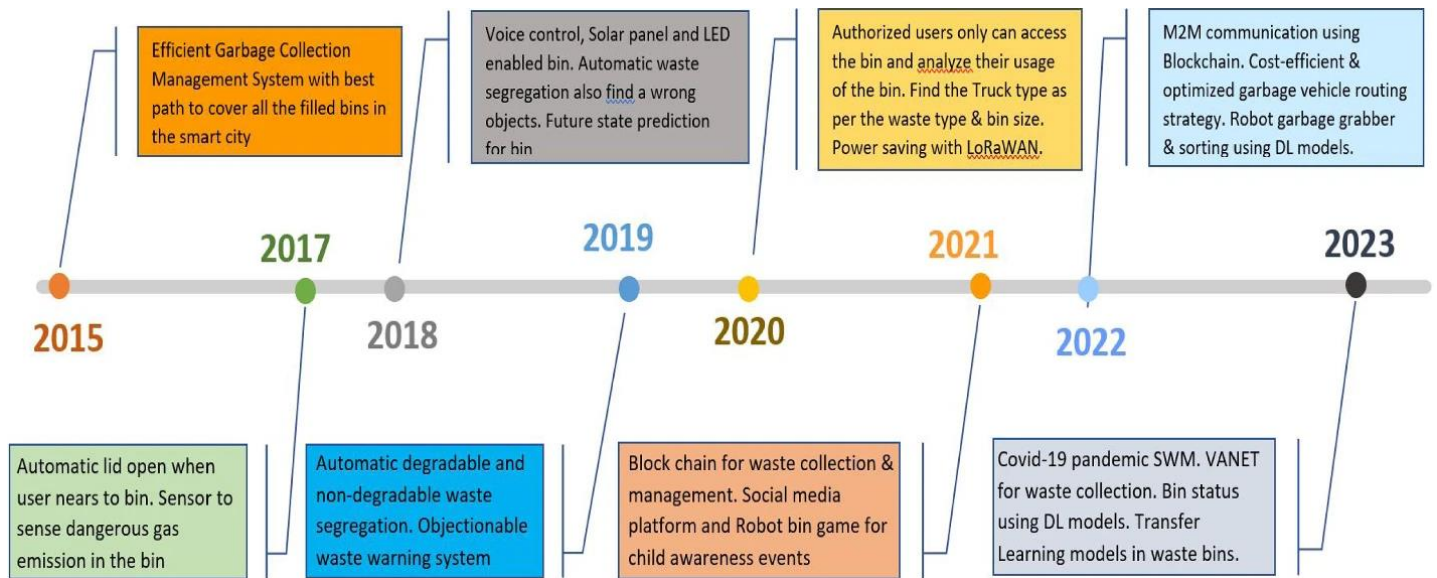 Efficient Garbage Collection
Management System with best
path to cover all the filled bins in
the smart city
Voice control, Solar panel and LED
enabled bin. Automatic waste
segregation also find a wrong
objects. Future state prediction
for bin
Authorized users only can access
the bin and analyze their usage
of the bin. Find the Truck type as
per the waste type & bin size.
Power saving with LoRaWAN.
M2M communication using
Blockchain. Cost-efficient &
optimized garbage vehicle routing
strategy. Robot garbage grabber
& sorting using DL models.
2017
2019
2021
2023
2015
2018
2020
2022
Automatic lid open when
user nears to bin. Sensor to
sense dangerous gas
emission in the bin
Automatic degradable and
non-degradable waste
segregation. Objectionable
waste warning system
Block chain for waste collection &
management. Social media
platform and Robot bin game for
child awareness events
Covid-19 pandemic SWM. VANET
for waste collection. Bin status
using DL models. Transfer
Learning models in waste bins.